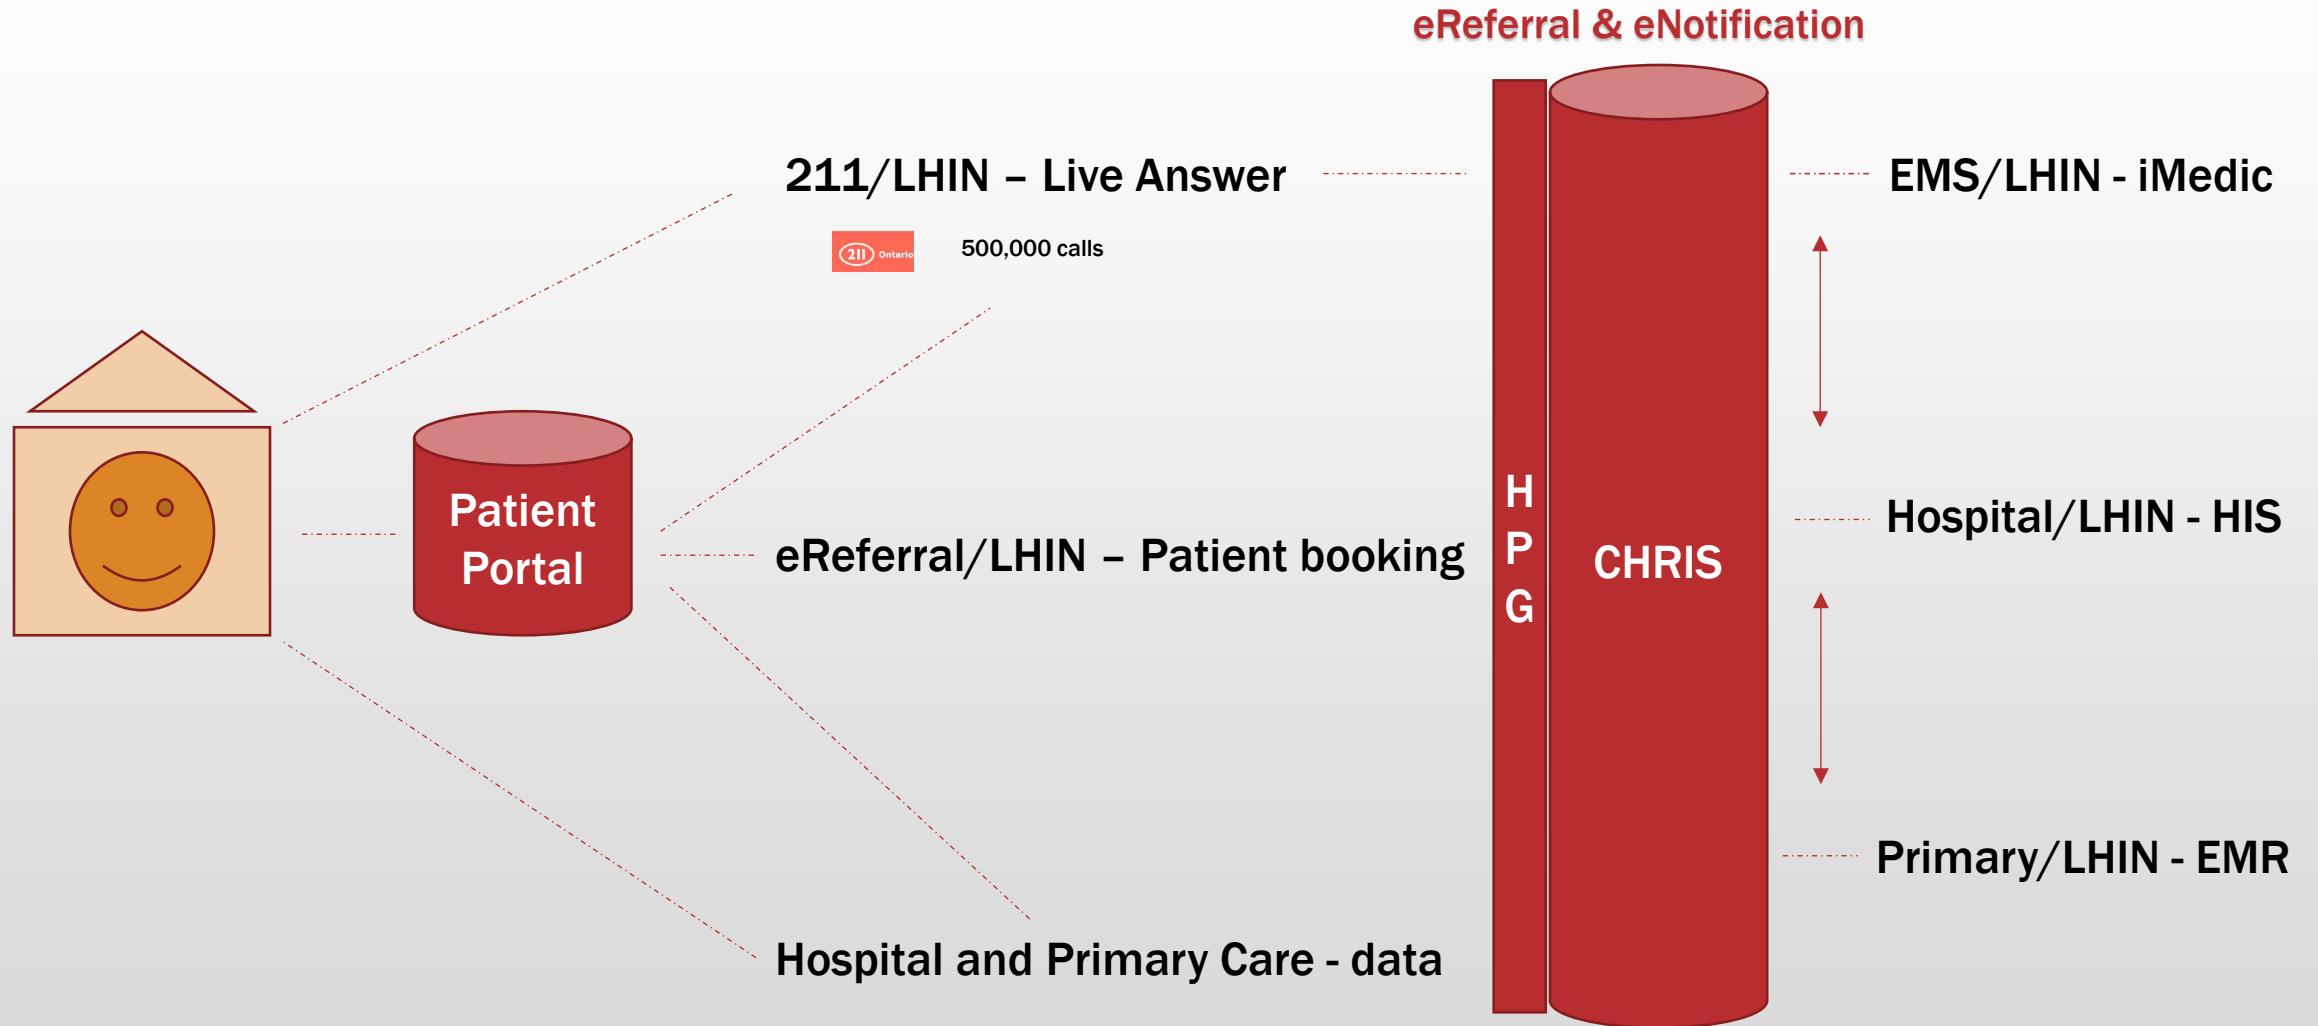 eReferral & eNotification
211/LHIN – Live Answer
211 Ontario
500,000 calls
Patient
Portal
eReferral/LHIN – Patient booking
Hospital and Primary Care - data
H
P
G
CHRIS
EMS/LHIN - iMedic
Hospital/LHIN - HIS
Primary/LHIN - EMR